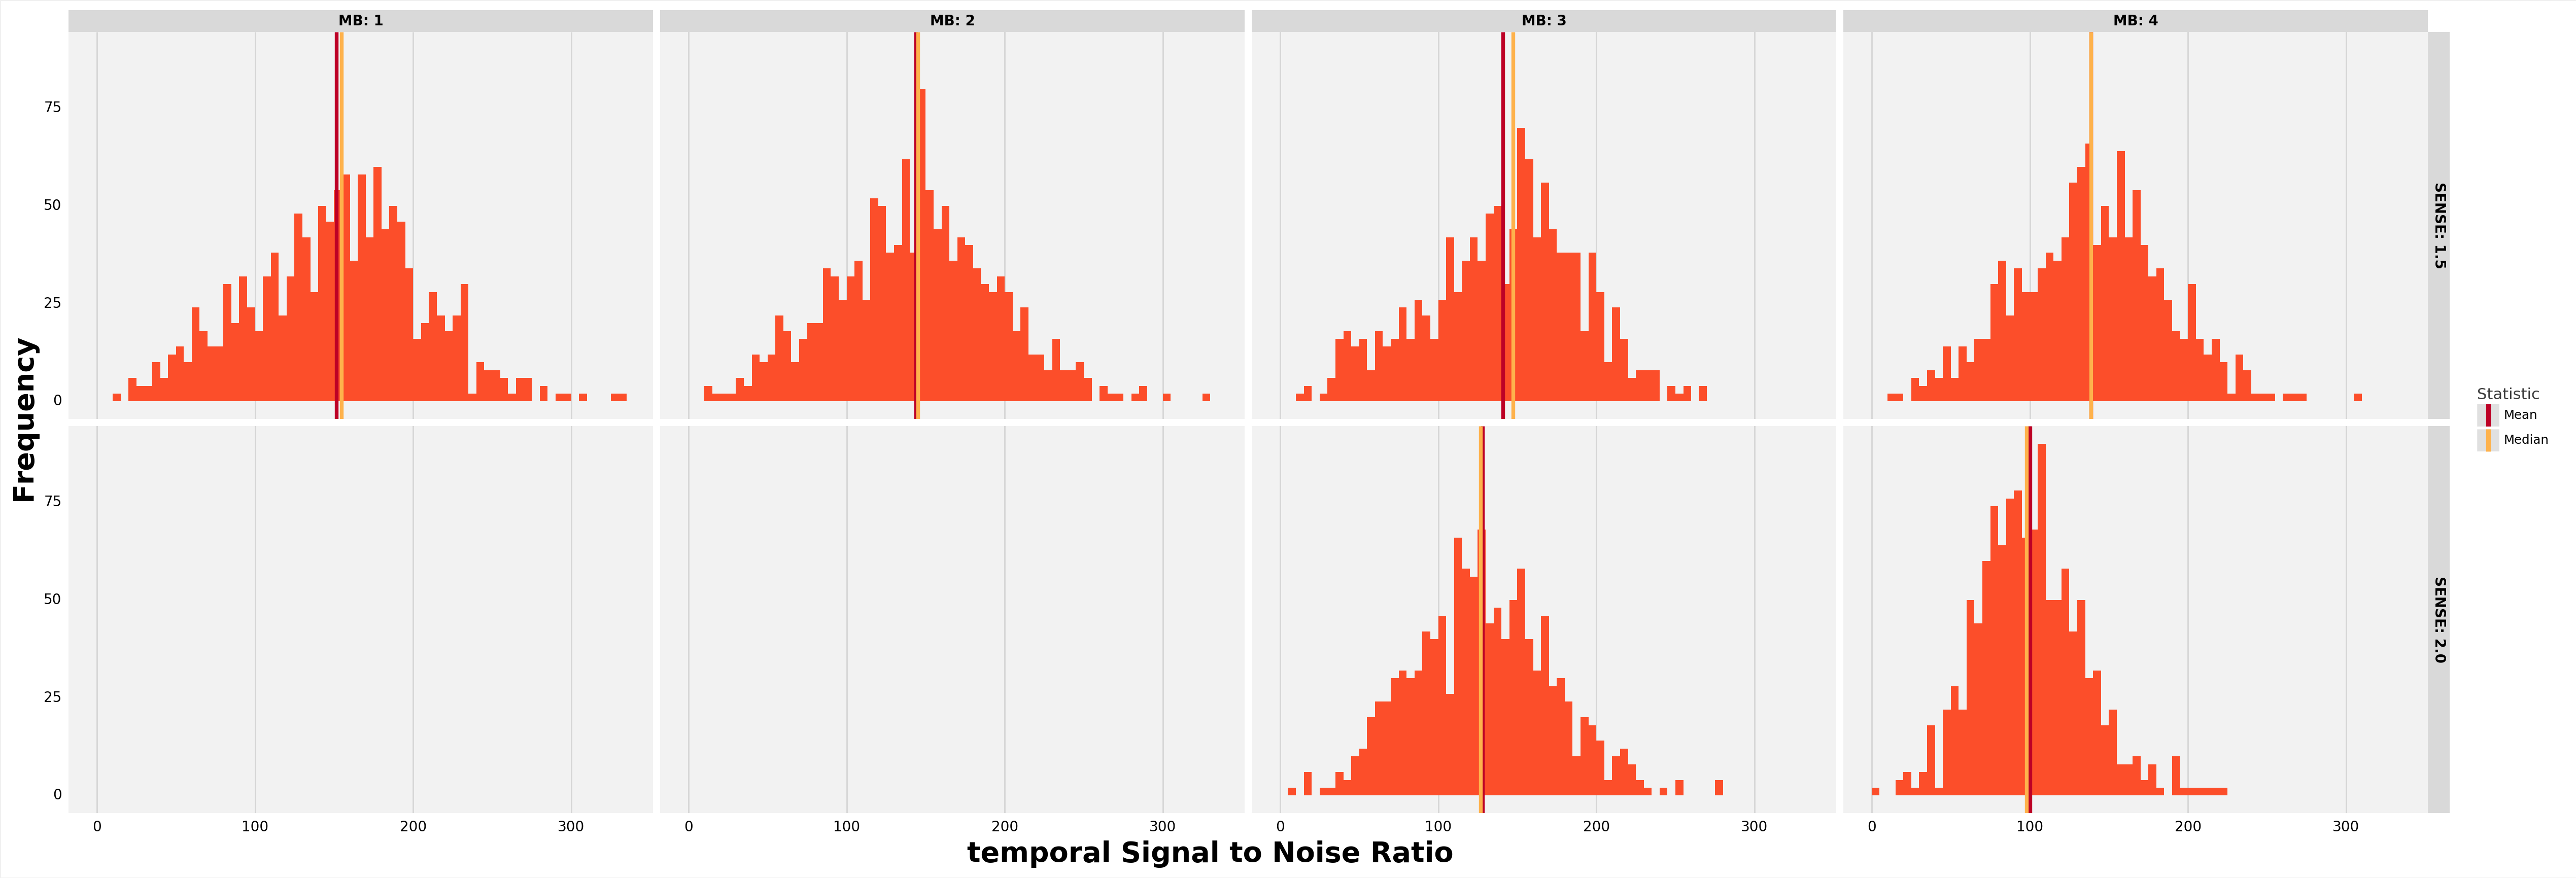 MB: 1
MB: 2
MB: 3
MB: 4
75
50
25
0
SENSE: 1.5
75
50
25
0
SENSE: 2.0
0 100 200 300
0 100 200 300
0 100 200 300
0 100 200 300
temporal Signal to Noise Ratio
Frequency
Statistic
Mean
Median